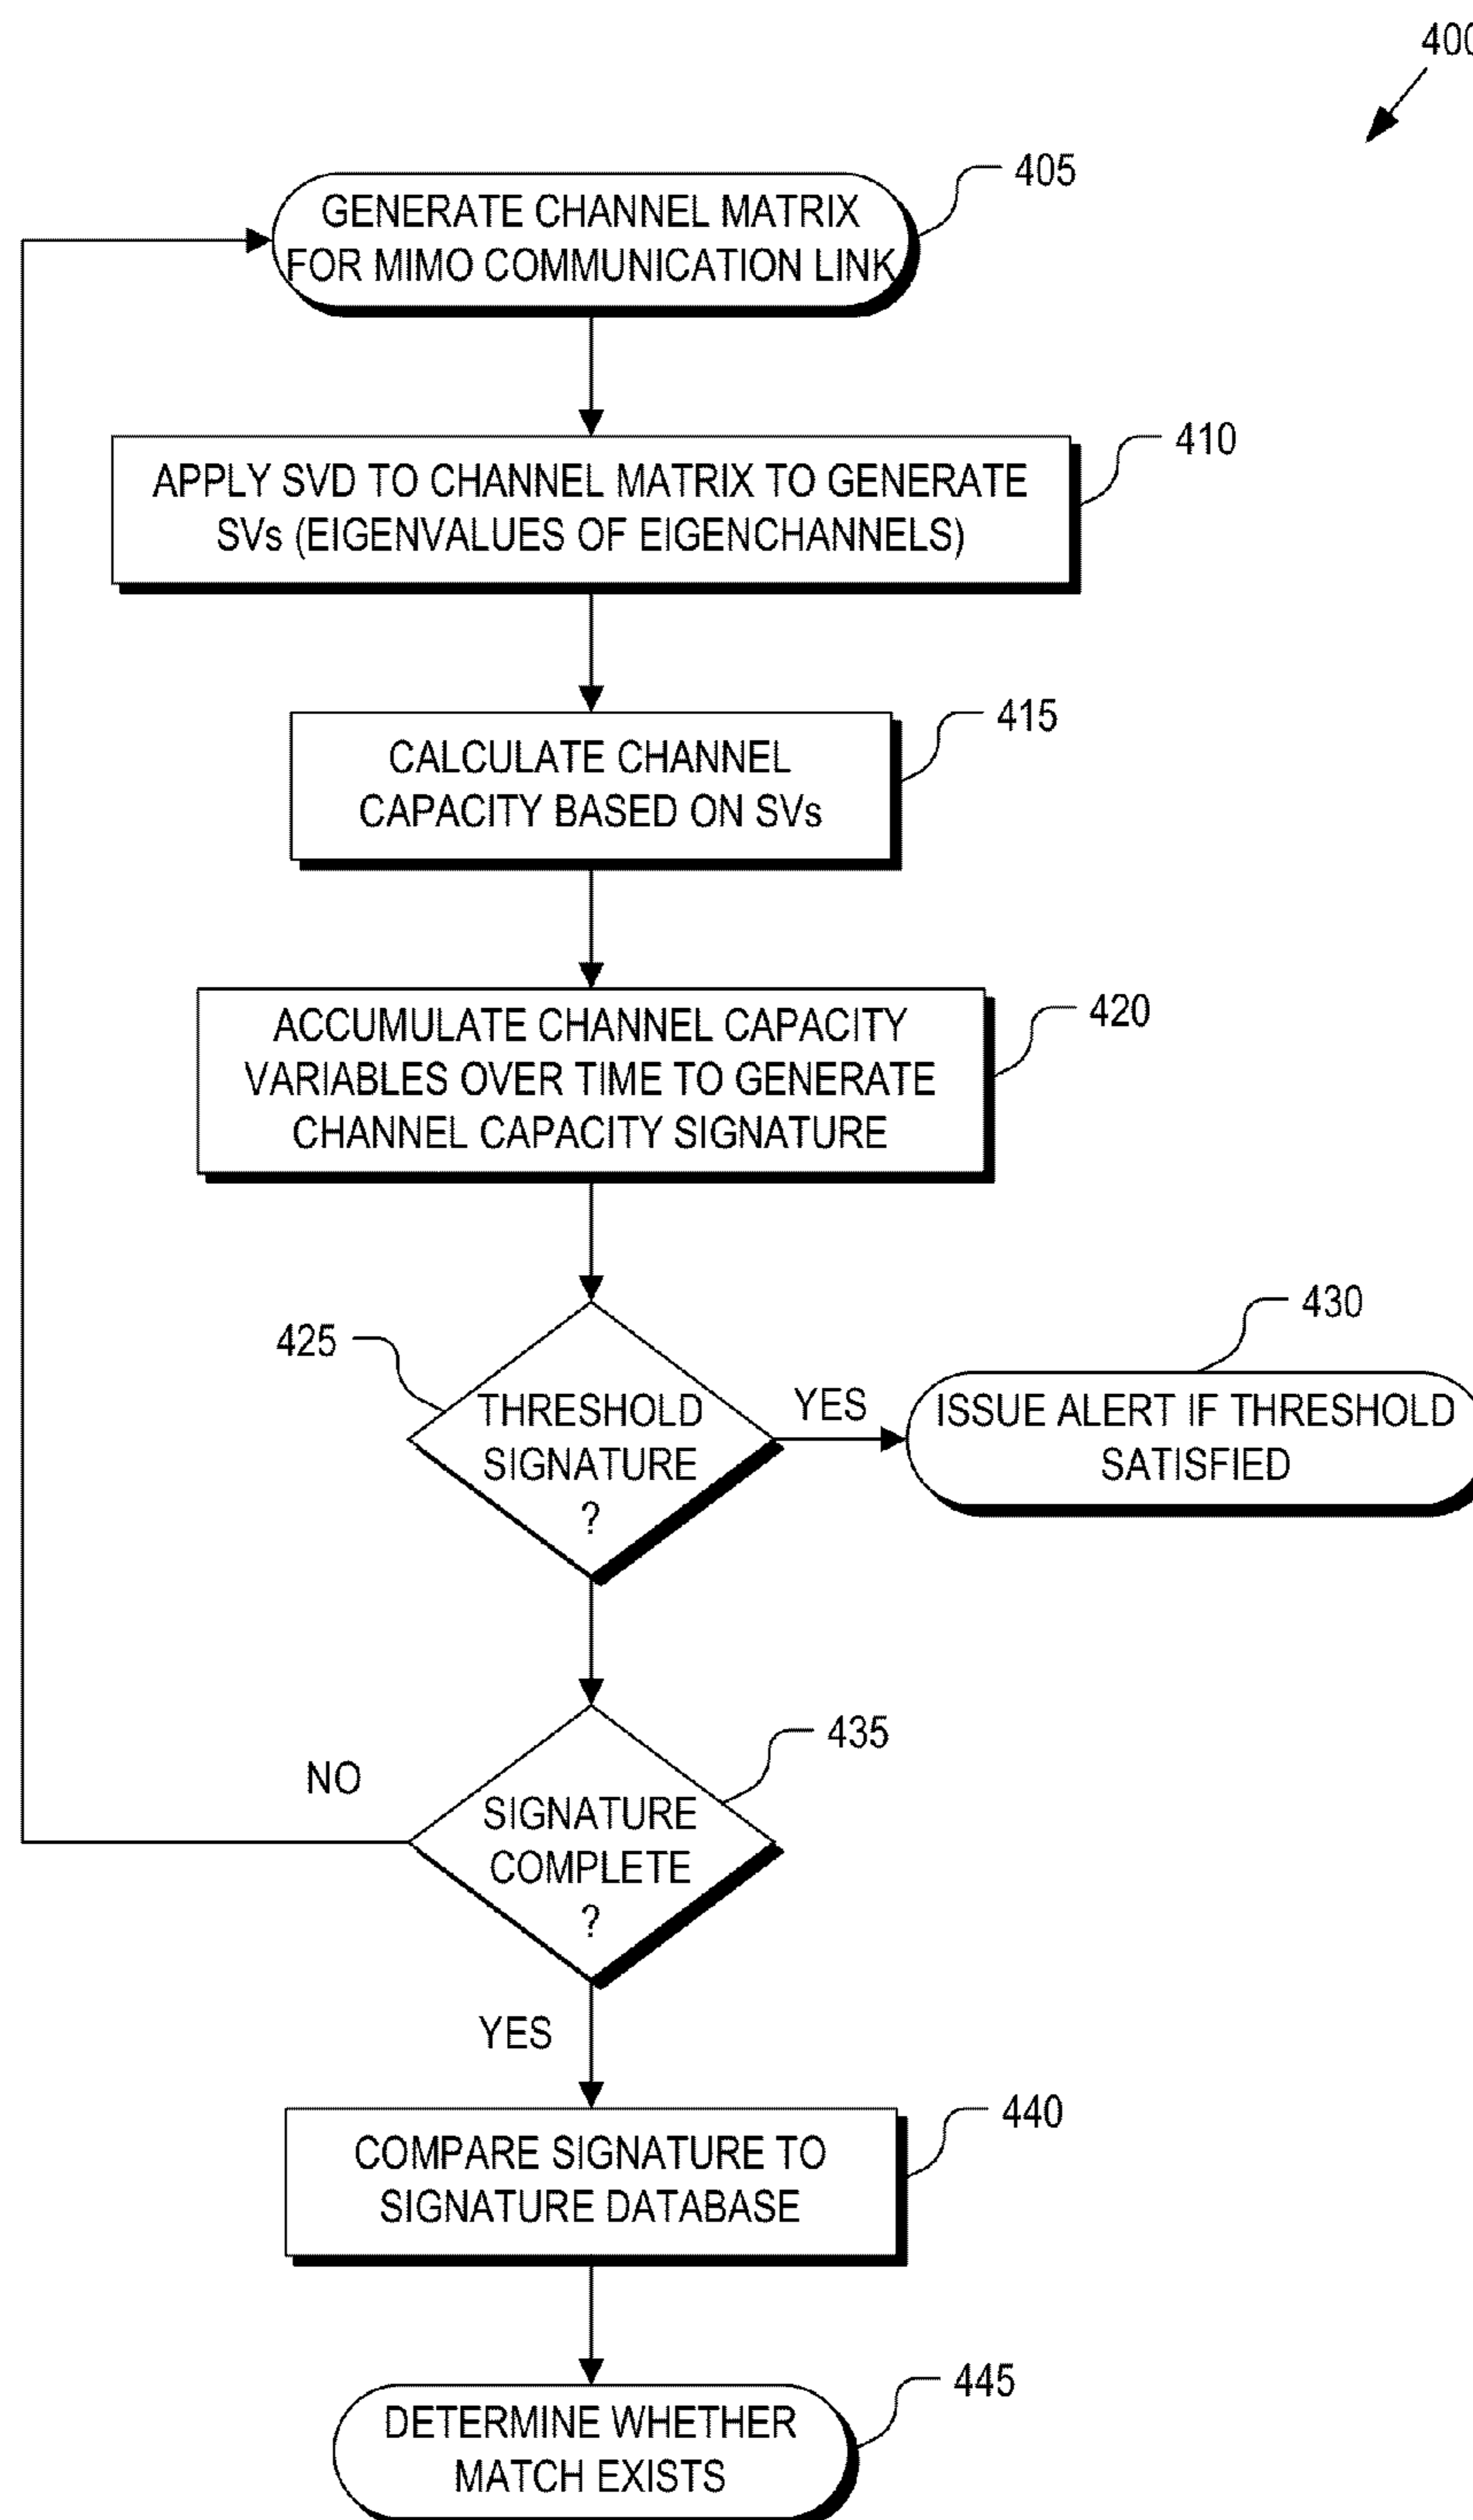 400
405
GENERATE CHANNEL MATRIX
FOR MIMO COMMUNICATION LINK
410
APPLY SVD TO CHANNEL MATRIX TO GENERATE
SVs (EIGENVALUES OF EIGENCHANNELS)
415
CALCULATE CHANNEL
CAPACITY BASED ON SVs
420
ACCUMULATE CHANNEL CAPACITY
VARIABLES OVER TIME TO GENERATE
CHANNEL CAPACITY SIGNATURE
425
THRESHOLD
SIGNATURE
?
YES
430
ISSUE ALERT IF THRESHOLD
SATISFIED
435
NO
SIGNATURE
COMPLETE
?
YES
440
COMPARE SIGNATURE TO
SIGNATURE DATABASE
445
DETERMINE WHETHER
MATCH EXISTS